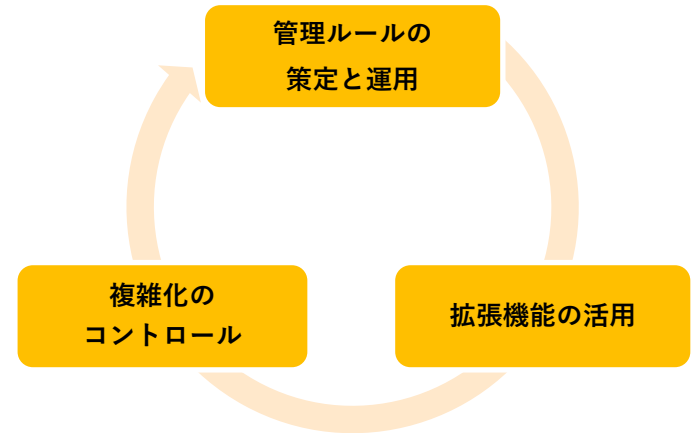 管理ルールの
策定と運用
複雑化の
コントロール
拡張機能の活用